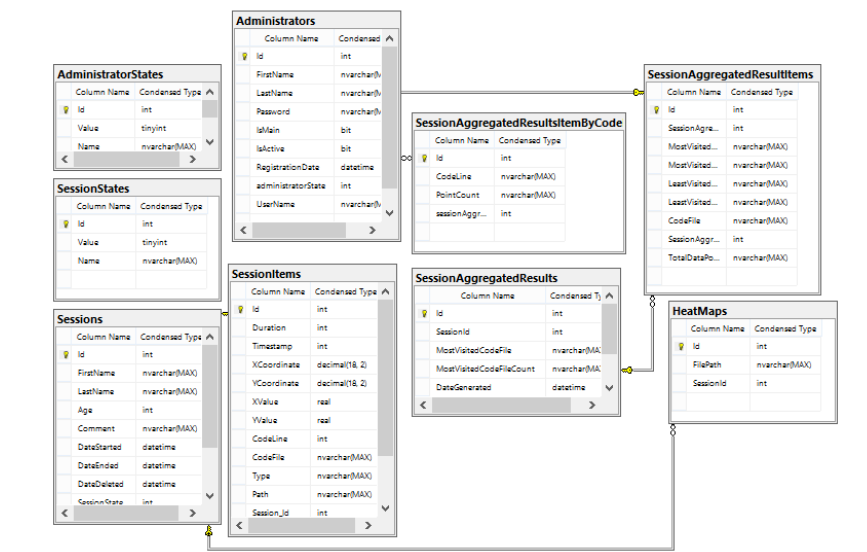 Administrators
Column Name Condensed
Id int
FirstName nvarchar(M
LastName nvarchar(M
Password nvarchar(M
IsMain bit
IsActive bit
RegistrationDate datetime
administratorState int
UserName nvarchar(M
AdministratorStates
Column Name Condensed Type
Id int
Value tinyint
Name nvarchar(MAX)
SessionStates
Column Name Condensed Type
Id int
Value tinyint
Name nvarchar(MAX)
Sessions
Column Name Condensed Type
Id int
FirstName nvarchar(MAX)
LastName nvarchar(MAX)
Age int
Comment nvarchar(MAX)
DateStarted datetime
DateEnded datetime
DateDeleted datetime
SessionState int
SessionItems
Column Name Condensed Type
Id int
Duration int
Timestamp int
XCoordinate decimal(18, 2)
YCoordinate decimal(18, 2)
XValue real
YValue real
CodeLine int
CodeFile nvarchar(MAX)
Type nvarchar(MAX)
Path nvarchar(MAX)
Session_Id int
SessionAggregatedResultsItemByCode
Column Name Condensed Type
Id int
CodeLine nvarchar(MAX)
PointCount nvarchar(MAX)
sessionAggr... int
SessionAggregatedResults
Column Name Condensed Ty
Id int
SessionId int
MostVisitedCodeFile nvarchar(MA
MostVisitedCodeFileCount nvarchar(MA
DateGenerated datetime
SessionAggregatedResultItems
Column Name Condensed Type
Id int
SessionAgre... int
MostVisited... nvarchar(MAX)
MostVisited... nvarchar(MAX)
LeastVisited... nvarchar(MAX)
LeastVisited... nvarchar(MAX)
CodeFile nvarchar(MAX)
SessionAggr... int
TotalDataPo... nvarchar(MAX)
HeatMaps
Column Name Condensed Type
Id int
FilePath nvarchar(MAX)
SessionId int